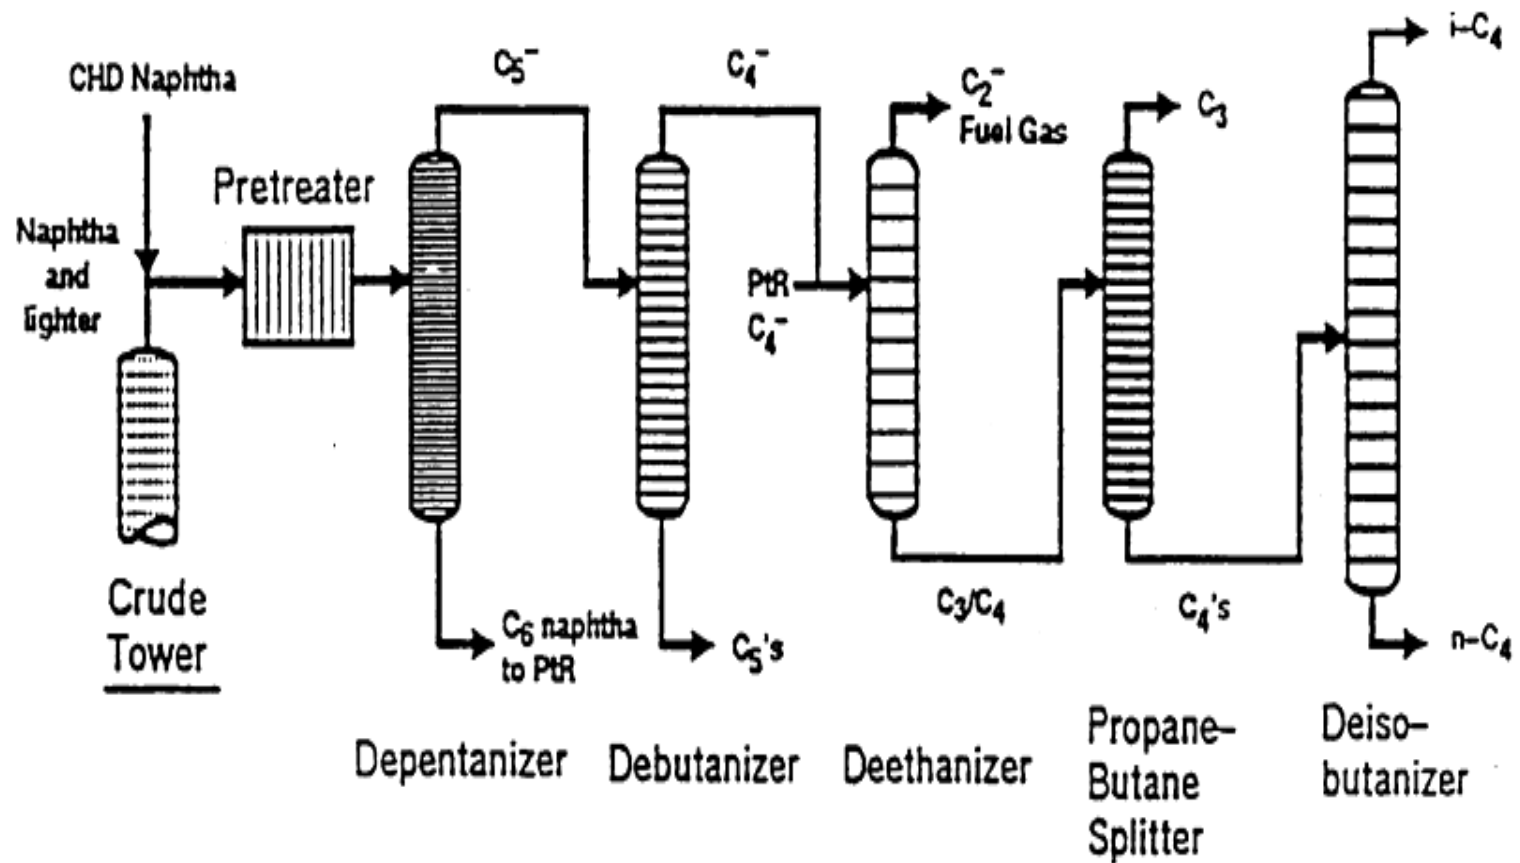 CHD Naphtha
Naphtha
and
lighter
Pretreater
C₅⁻
C₄⁻
C₂⁻
Fuel Gas
C₃
i-C₄
PtR
C₄⁻
Crude
Tower
C₆ naphtha
to PtR
C₅'s
C₃/C₄
C₄'s
n-C₄
Depentanizer
Debutanizer
Deethanizer
Propane-
Butane
Splitter
Deiso-
butanizer